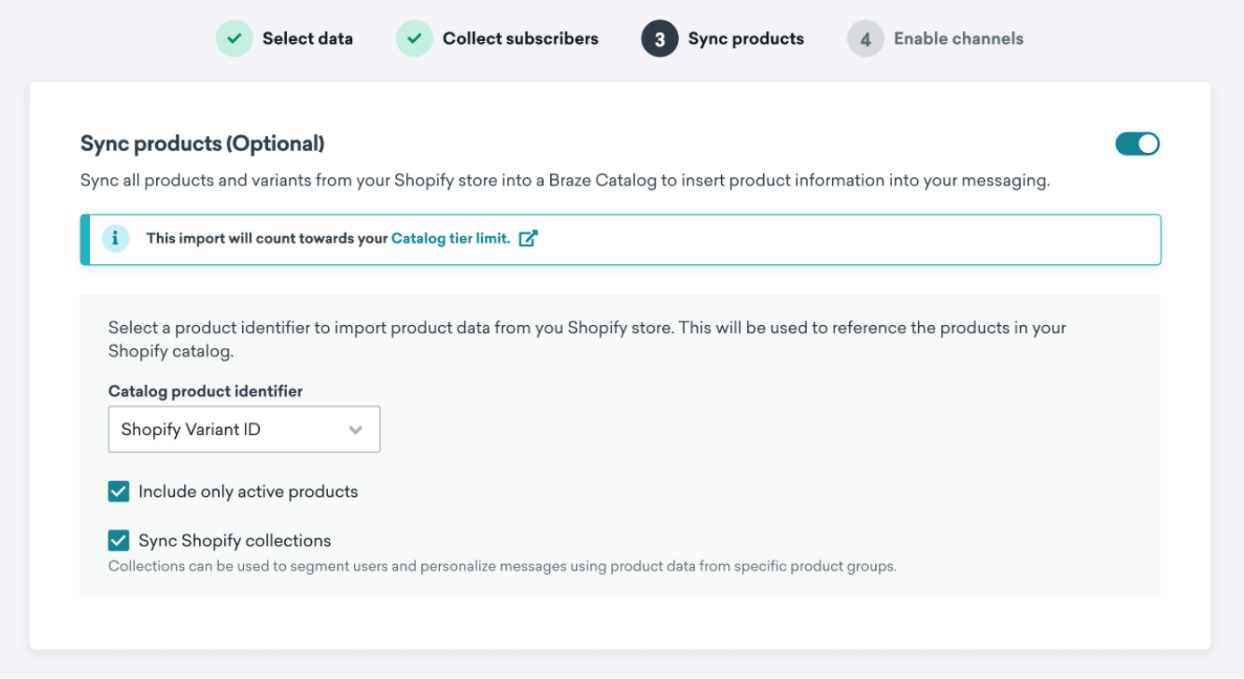 Select data
Collect subscribers
3 Sync products
4 Enable channels
Sync products (Optional)
Sync all products and variants from your Shopify store into a Braze Catalog to insert product information into your messaging.
i This import will count towards your Catalog tier limit.
Select a product identifier to import product data from you Shopify store. This will be used to reference the products in your
Shopify catalog.
Catalog product identifier
Shopify Variant ID
Include only active products
Sync Shopify collections
Collections can be used to segment users and personalize messages using product data from specific product groups.